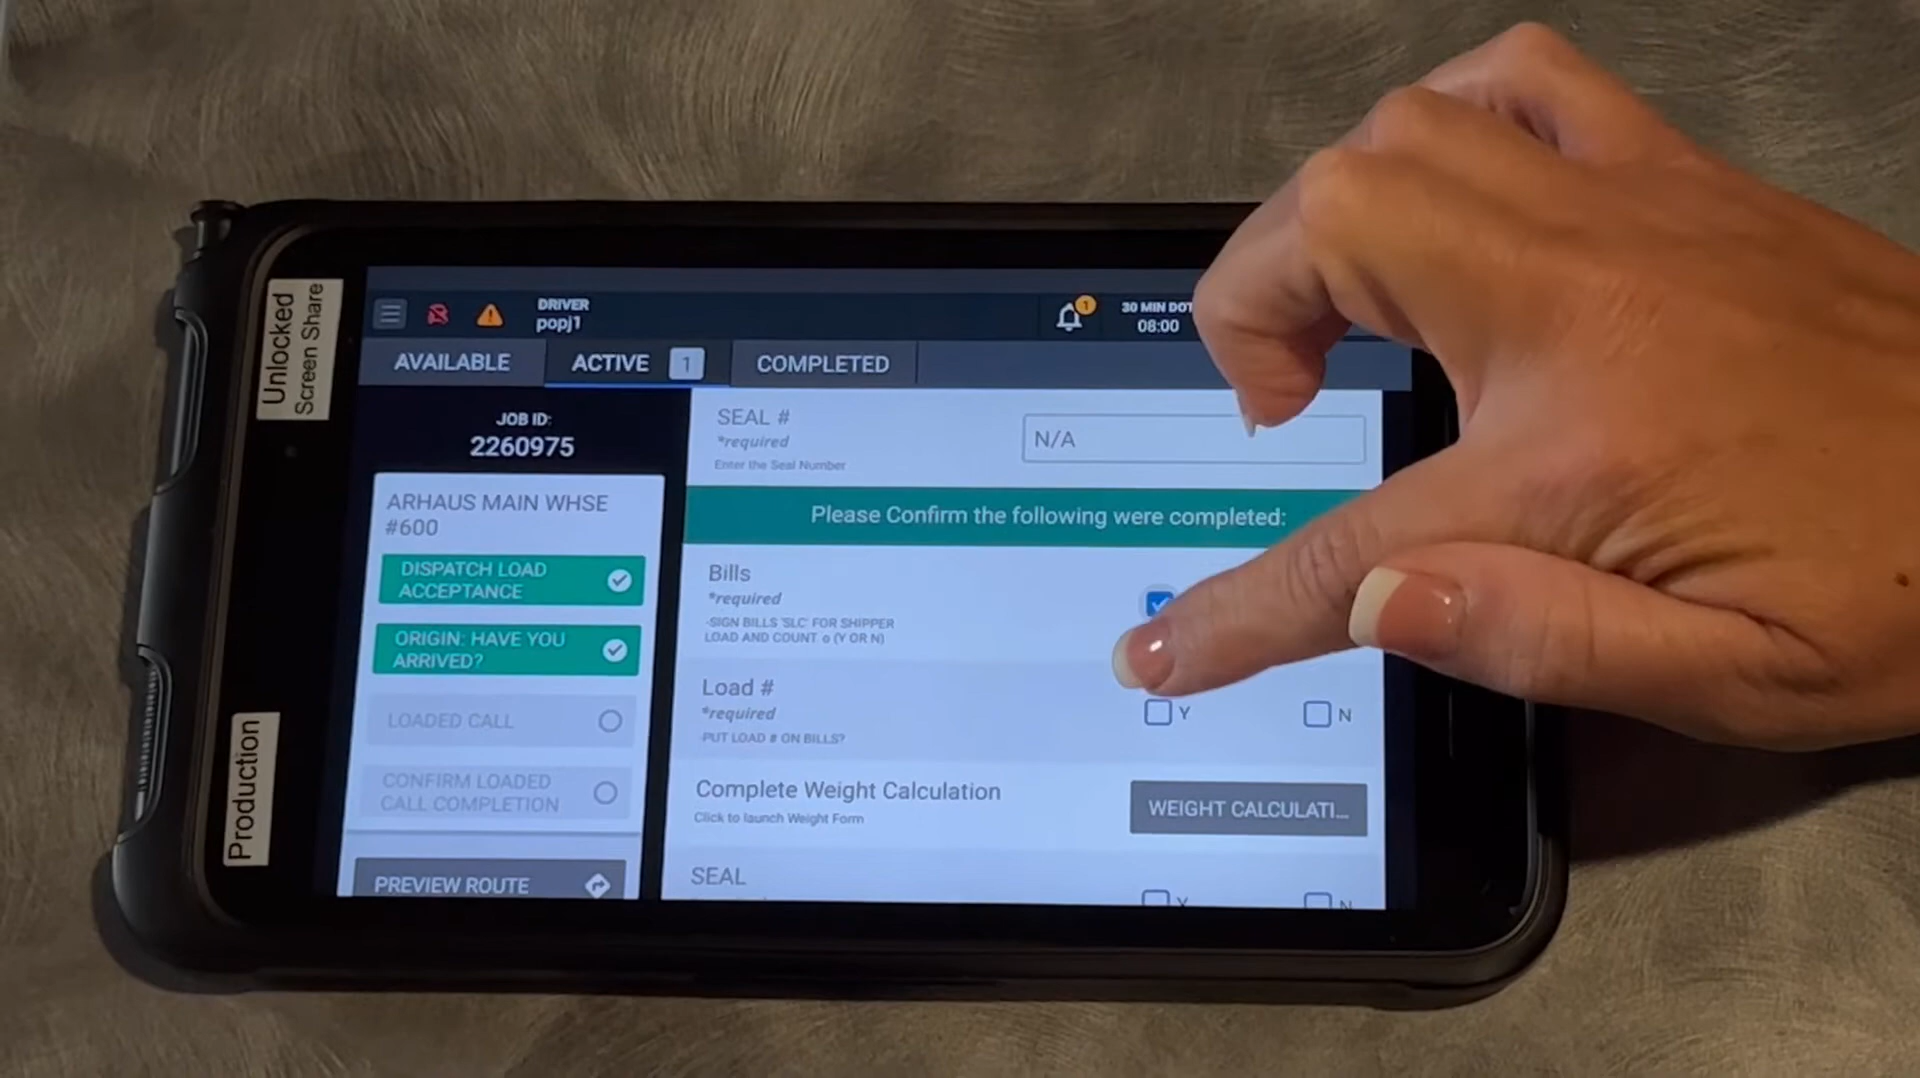 Unlocked
Screen Share
Production
DRIVER
popj1
1
30 MIN DOT
08:00
AVAILABLE
ACTIVE 1
COMPLETED
JOB ID:
2260975
ARHAUS MAIN WHSE
#600
DISPATCH LOAD
ACCEPTANCE
ORIGIN: HAVE YOU
ARRIVED?
LOADED CALL
CONFIRM LOADED
CALL COMPLETION
PREVIEW ROUTE
SEAL #
*required
Enter the Seal Number
N/A
Please Confirm the following were completed:
Bills
*required
-SIGN BILLS 'SLC' FOR SHIPPER
LOAD AND COUNT o (Y OR N)
Load #
*required
-PUT LOAD # ON BILLS?
Y
N
Complete Weight Calculation
Click to launch Weight Form
WEIGHT CALCULATI...
SEAL
Y
N